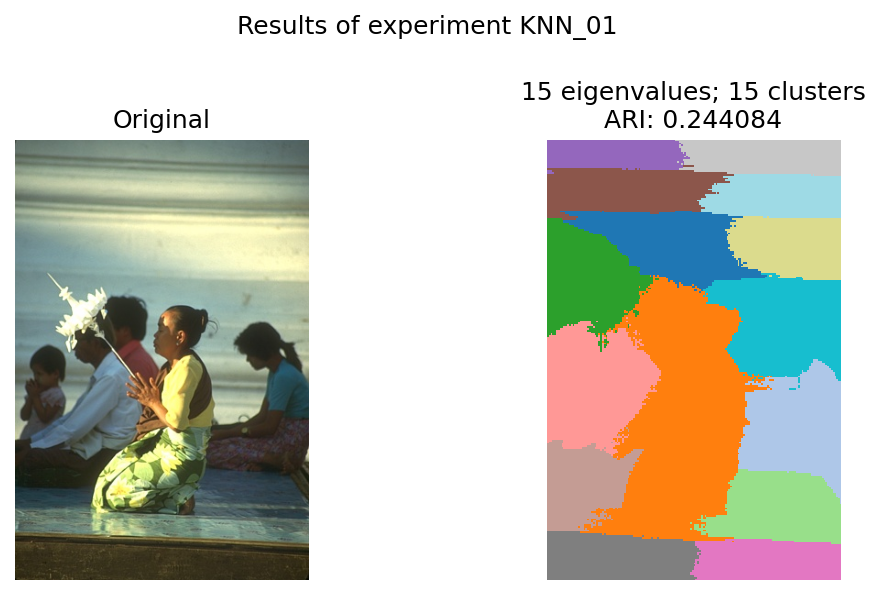 Results of experiment KNN_01
Original
15 eigenvalues; 15 clusters
ARI: 0.244084